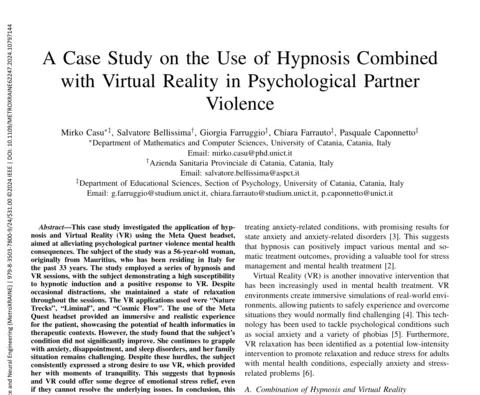 A Case Study on the Use of Hypnosis Combined
with Virtual Reality in Psychological Partner
Violence
Mirko Casu*‡, Salvatore Bellissima†, Giorgia Farruggio‡, Chiara Farrauto‡, Pasquale Caponnetto‡
*Department of Mathematics and Computer Sciences, University of Catania, Catania, Italy
Email: mirko.casu@phd.unict.it
†Azienda Sanitaria Provinciale di Catania, Catania, Italy
Email: salvatore.bellissima@aspct.it
‡Department of Educational Sciences, Section of Psychology, University of Catania, Catania, Italy
Email: g.farruggio@studium.unict.it, chiara.farrauto@studium.unict.it, p.caponnetto@unict.it
Abstract—This case study investigated the application of hyp-
nosis and Virtual Reality (VR) using the Meta Quest headset,
aimed at alleviating psychological partner violence mental health
consequences. The subject of the study was a 56-year-old woman,
originally from Mauritius, who has been residing in Italy for
the past 33 years. The study employed a series of hypnosis and
VR sessions, with the subject demonstrating a high susceptibility
to hypnotic induction and a positive response to VR. Despite
occasional distractions, she maintained a state of relaxation
throughout the sessions. The VR applications used were “Nature
Trecks”, “Liminal”, and “Cosmic Flow”. The use of the Meta
Quest headset provided an immersive and realistic experience
for the patient, showcasing the potential of health informatics in
therapeutic contexts. However, the study found that the subject’s
condition did not significantly improve. She continues to grapple
with anxiety, disappointment, and sleep disorders, and her family
situation remains challenging. Despite these hurdles, the subject
consistently expressed a strong desire to use VR, which provided
her with moments of tranquility. This suggests that hypnosis
and VR could offer some degree of emotional stress relief, even
if they cannot resolve the underlying issues. In conclusion, this
treating anxiety-related conditions, with promising results for
state anxiety and anxiety-related disorders [3]. This suggests
that hypnosis can positively impact various mental and so-
matic treatment outcomes, providing a valuable tool for stress
management and mental health treatment [2].
Virtual Reality (VR) is another innovative intervention that
has been increasingly used in mental health treatment. VR
environments create immersive simulations of real-world envi-
ronments, allowing patients to safely experience and overcome
situations they would normally find challenging [4]. This tech-
nology has been used to tackle psychological conditions such
as social anxiety and a variety of phobias [5]. Furthermore,
VR relaxation has been identified as a potential low-intensity
intervention to promote relaxation and reduce stress for adults
with mental health conditions, especially anxiety and stress-
related problems [6].
A. Combination of Hypnosis and Virtual Reality
ce and Neural Engineering (MetroXRAINE) | 979-8-3503-7800-9/24/$31.00 ©2024 IEEE | DOI: 10.1109/METROXRAINE62247.2024.10797144